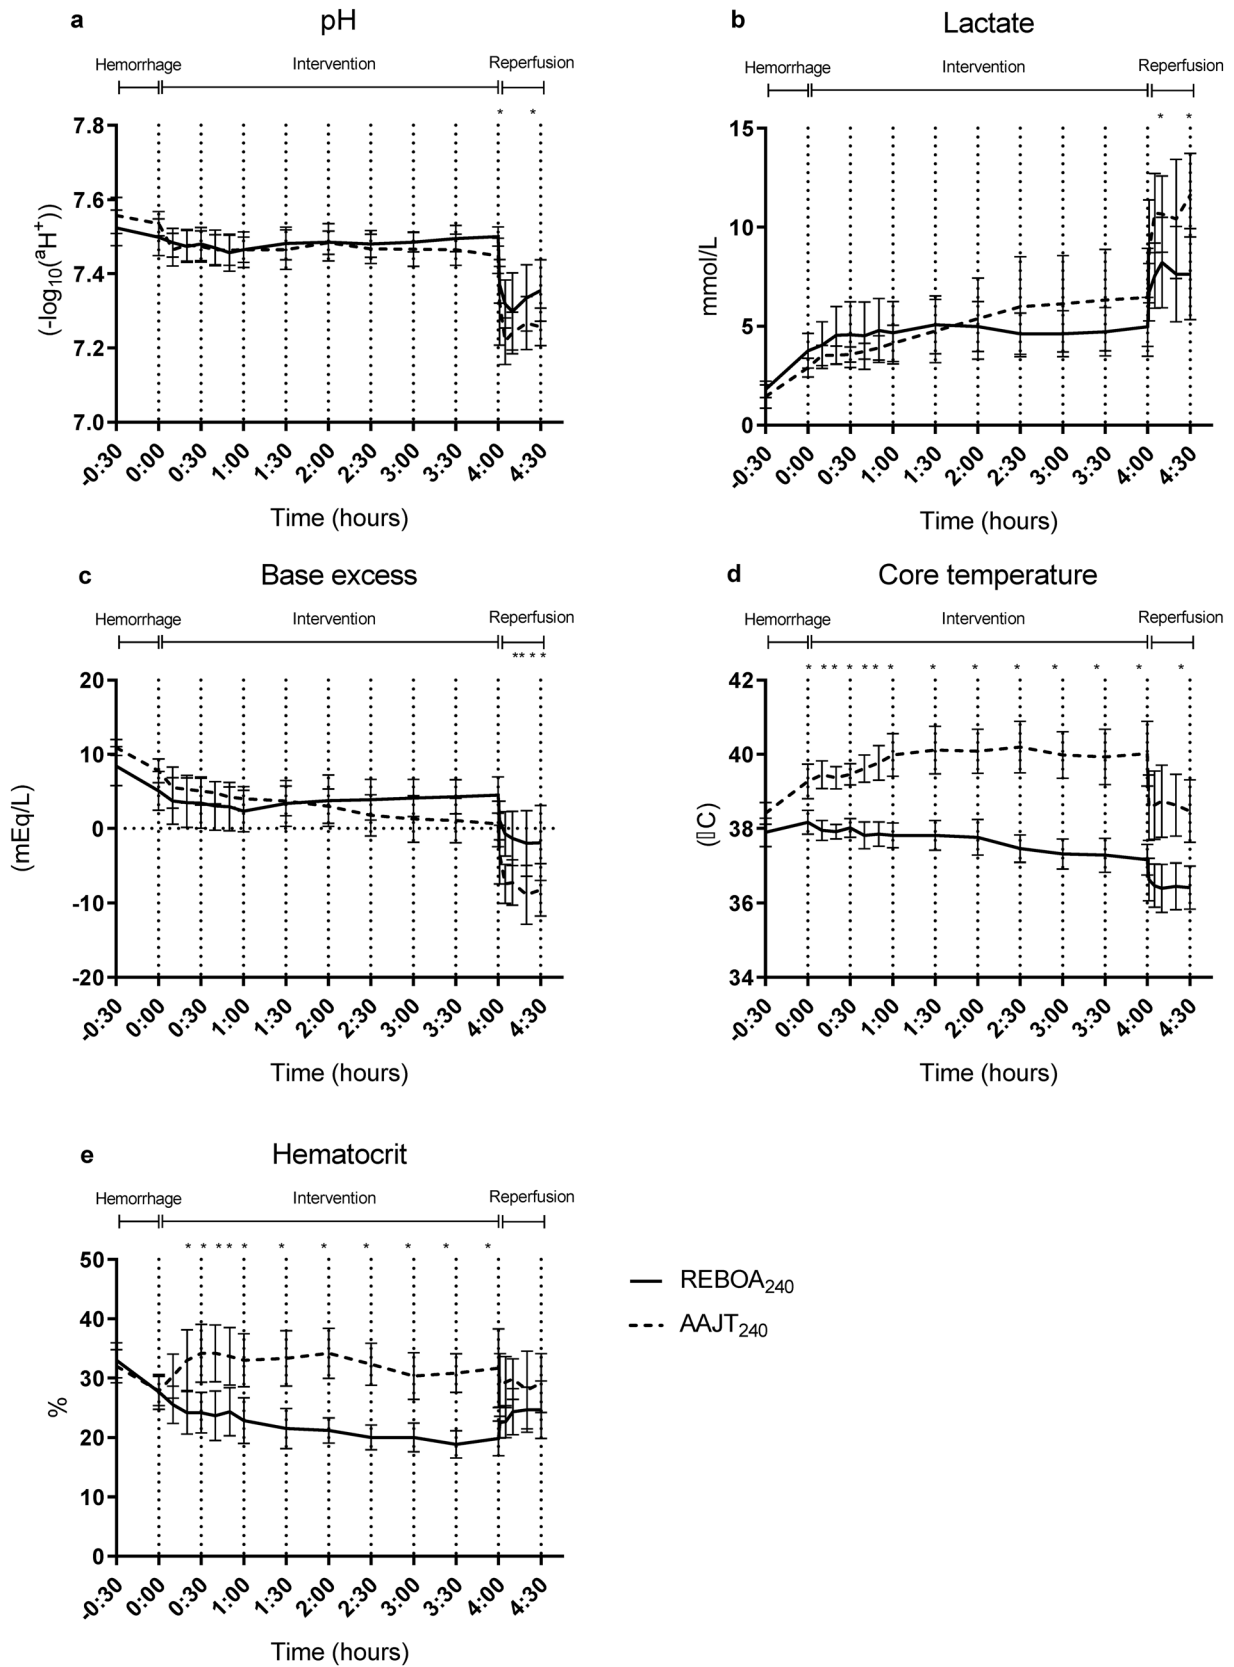 a pH
Hemorrhage Intervention Reperfusion
* *
7.8
7.6
7.4
7.2
7.0
(-log10(aH+))
-0:30 0:00 0:30 1:00 1:30 2:00 2:30 3:00 3:30 4:00 4:30
Time (hours)
b Lactate
Hemorrhage Intervention Reperfusion
* *
15
10
5
0
mmol/L
-0:30 0:00 0:30 1:00 1:30 2:00 2:30 3:00 3:30 4:00 4:30
Time (hours)
c Base excess
Hemorrhage Intervention Reperfusion
** * *
20
10
0
-10
-20
(mEq/L)
-0:30 0:00 0:30 1:00 1:30 2:00 2:30 3:00 3:30 4:00 4:30
Time (hours)
d Core temperature
Hemorrhage Intervention Reperfusion
* * * * * * * * * * * * * *
42
40
38
36
34
(▯C)
-0:30 0:00 0:30 1:00 1:30 2:00 2:30 3:00 3:30 4:00 4:30
Time (hours)
e Hematocrit
Hemorrhage Intervention Reperfusion
* * * * * * * * * * *
50
40
30
20
10
0
%
-0:30 0:00 0:30 1:00 1:30 2:00 2:30 3:00 3:30 4:00 4:30
Time (hours)
REBOA240
AAJT240